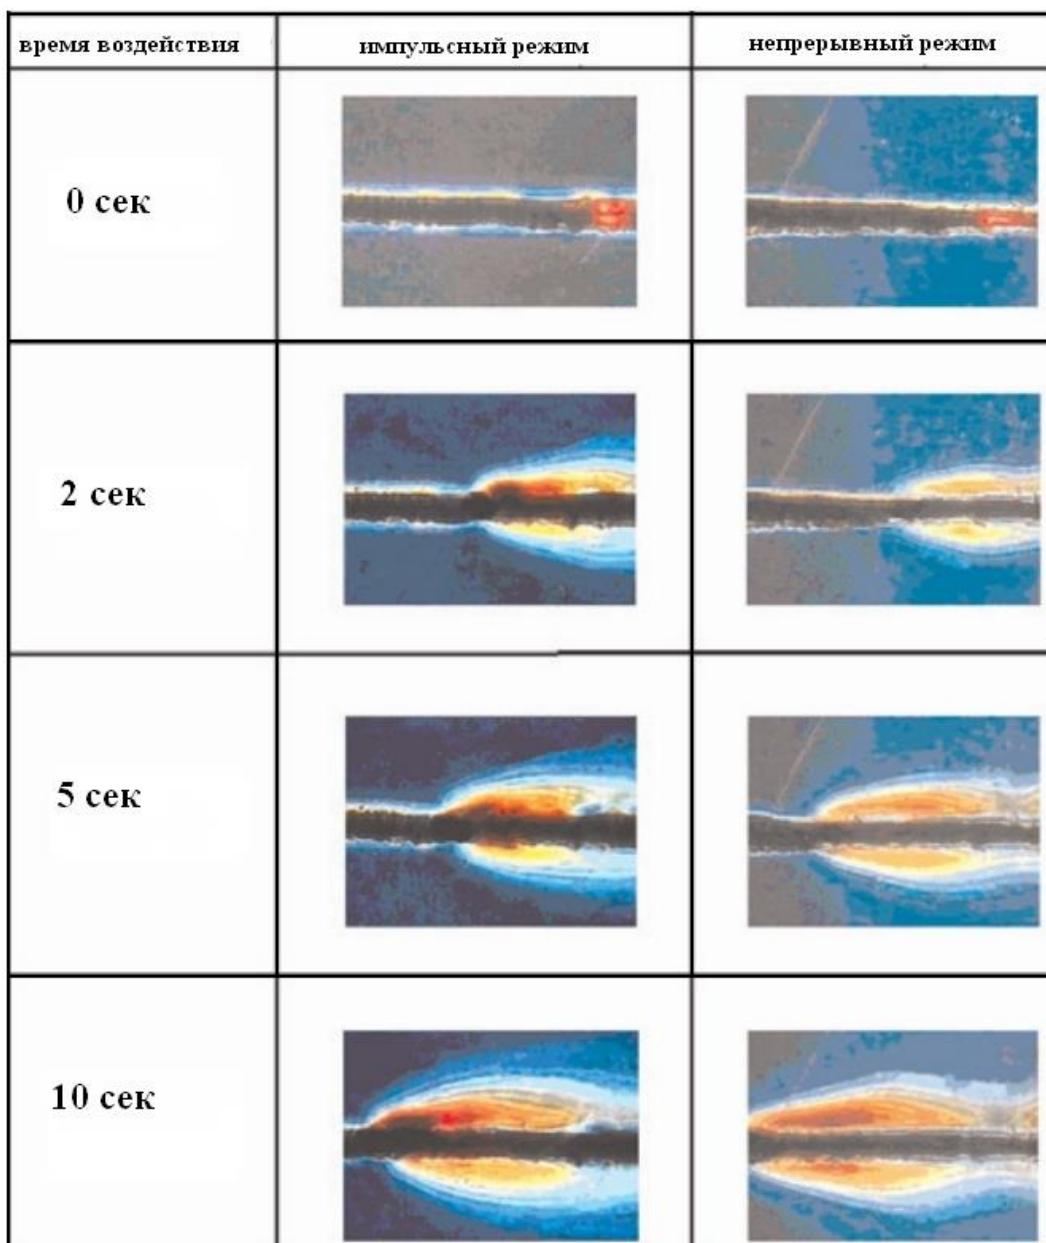 время воздействия
импульсный режим
непрерывный режим
0 сек
2 сек
5 сек
10 сек